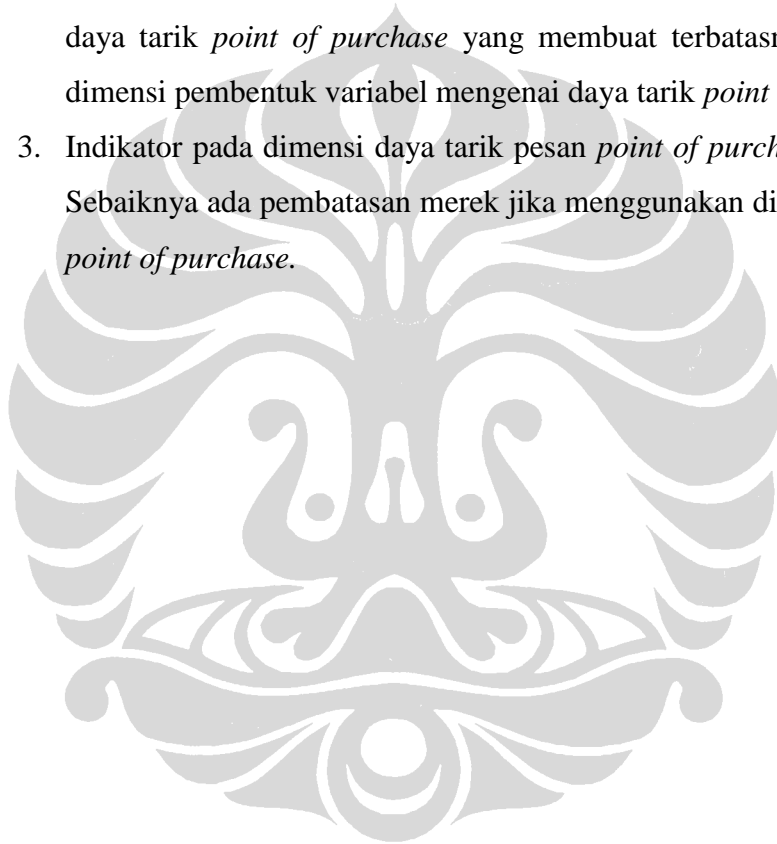 daya tarik point of purchase yang membuat terbatasn
dimensi pembentuk variabel mengenai daya tarik point
3. Indikator pada dimensi daya tarik pesan point of purch
Sebaiknya ada pembatasan merek jika menggunakan di
point of purchase.